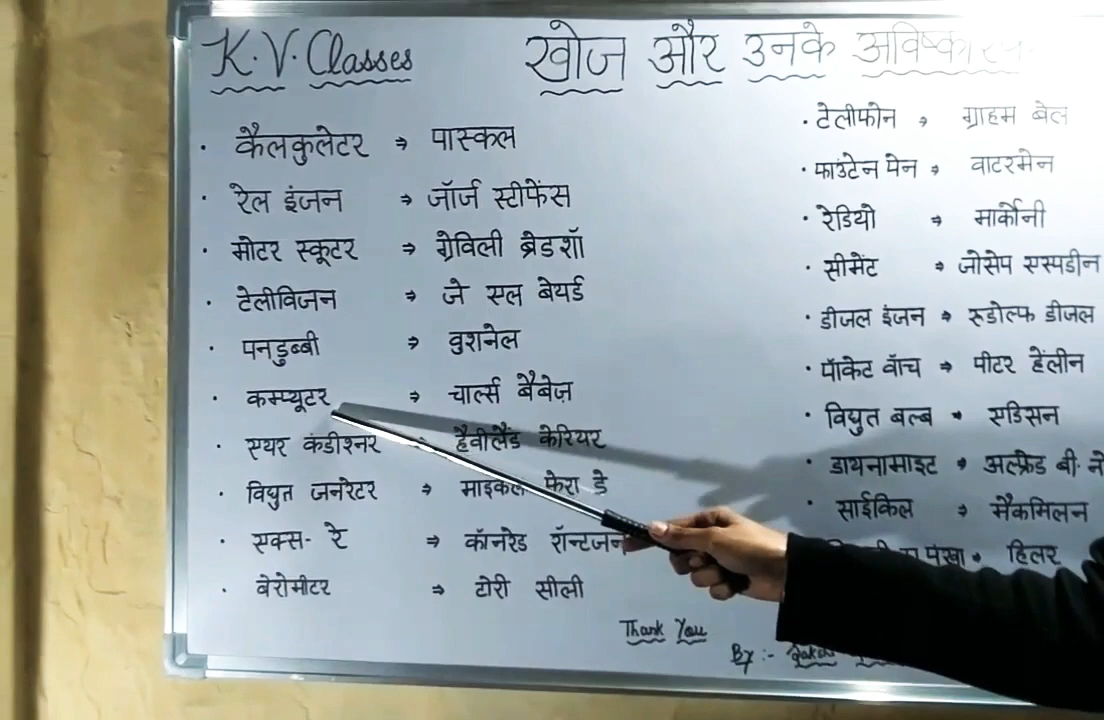 K.V. Classes
खोज और उनके अविष्कारक
• कैलकुलेटर ⇒ पास्कल
• रेल इंजन ⇒ जॉर्ज स्टीफेंस
• मोटर स्कूटर ⇒ ग्रेविली ब्रेडशॉ
• टेलीविजन ⇒ जे एल बेयर्ड
• पनडुब्बी ⇒ वुशनेल
• कम्प्यूटर ⇒ चार्ल्स बैबेज़
• एयर कंडीश्नर ⇒ हैवीलैंड केरियर
• विद्युत जनरेटर ⇒ माइकल फेरा डे
• एक्स- रे ⇒ कॉनरेड रॉन्टजन
• वेरोमीटर ⇒ टोरी सीली
• टेलीफोन ⇒ ग्राहम बेल
• फाउंटेन पेन ⇒ वाटरमेन
• रेडियो ⇒ मार्कोनी
• सीमेंट ⇒ जोसेप एस्पडीन
• डीजल इंजन ⇒ रूडोल्फ डीजल
• पॉकेट वॉच ⇒ पीटर हेंलीन
• विद्युत बल्ब ⇒ एडिसन
• डायनामाइट ⇒ अल्फ्रेड बी. ने
• साईकिल ⇒ मैकमिलन
पंखा ⇒ हिलर
Thank You
By :-